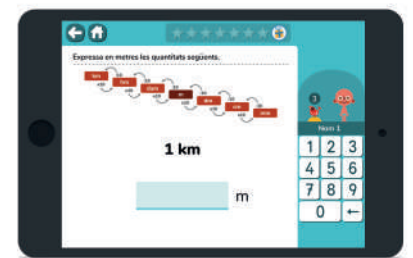 Expressa en metres les quantitats següents.
km
hm
dam
m
dm
cm
mm
1 km
m
3
Nom 1
1 2 3
4 5 6
7 8 9
0 ←